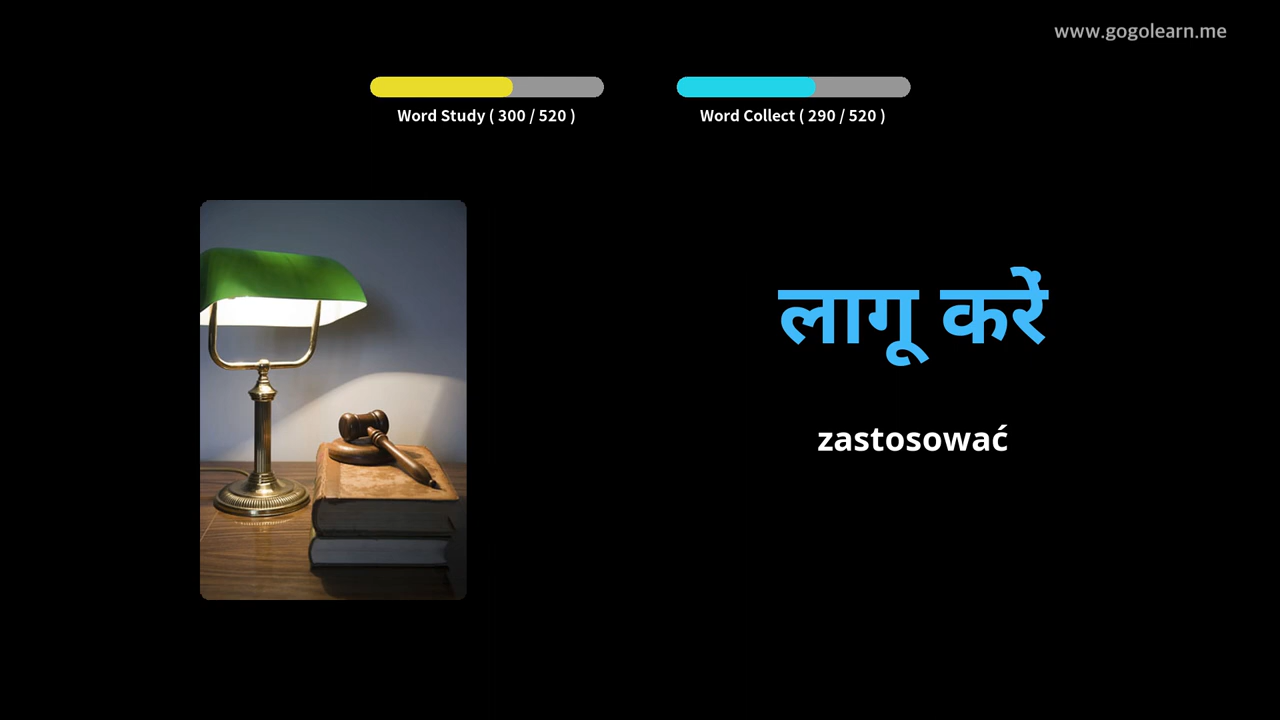 www.gogolearn.me
Word Study ( 300 / 520 )
Word Collect ( 290 / 520 )
लागू करें
zastosować